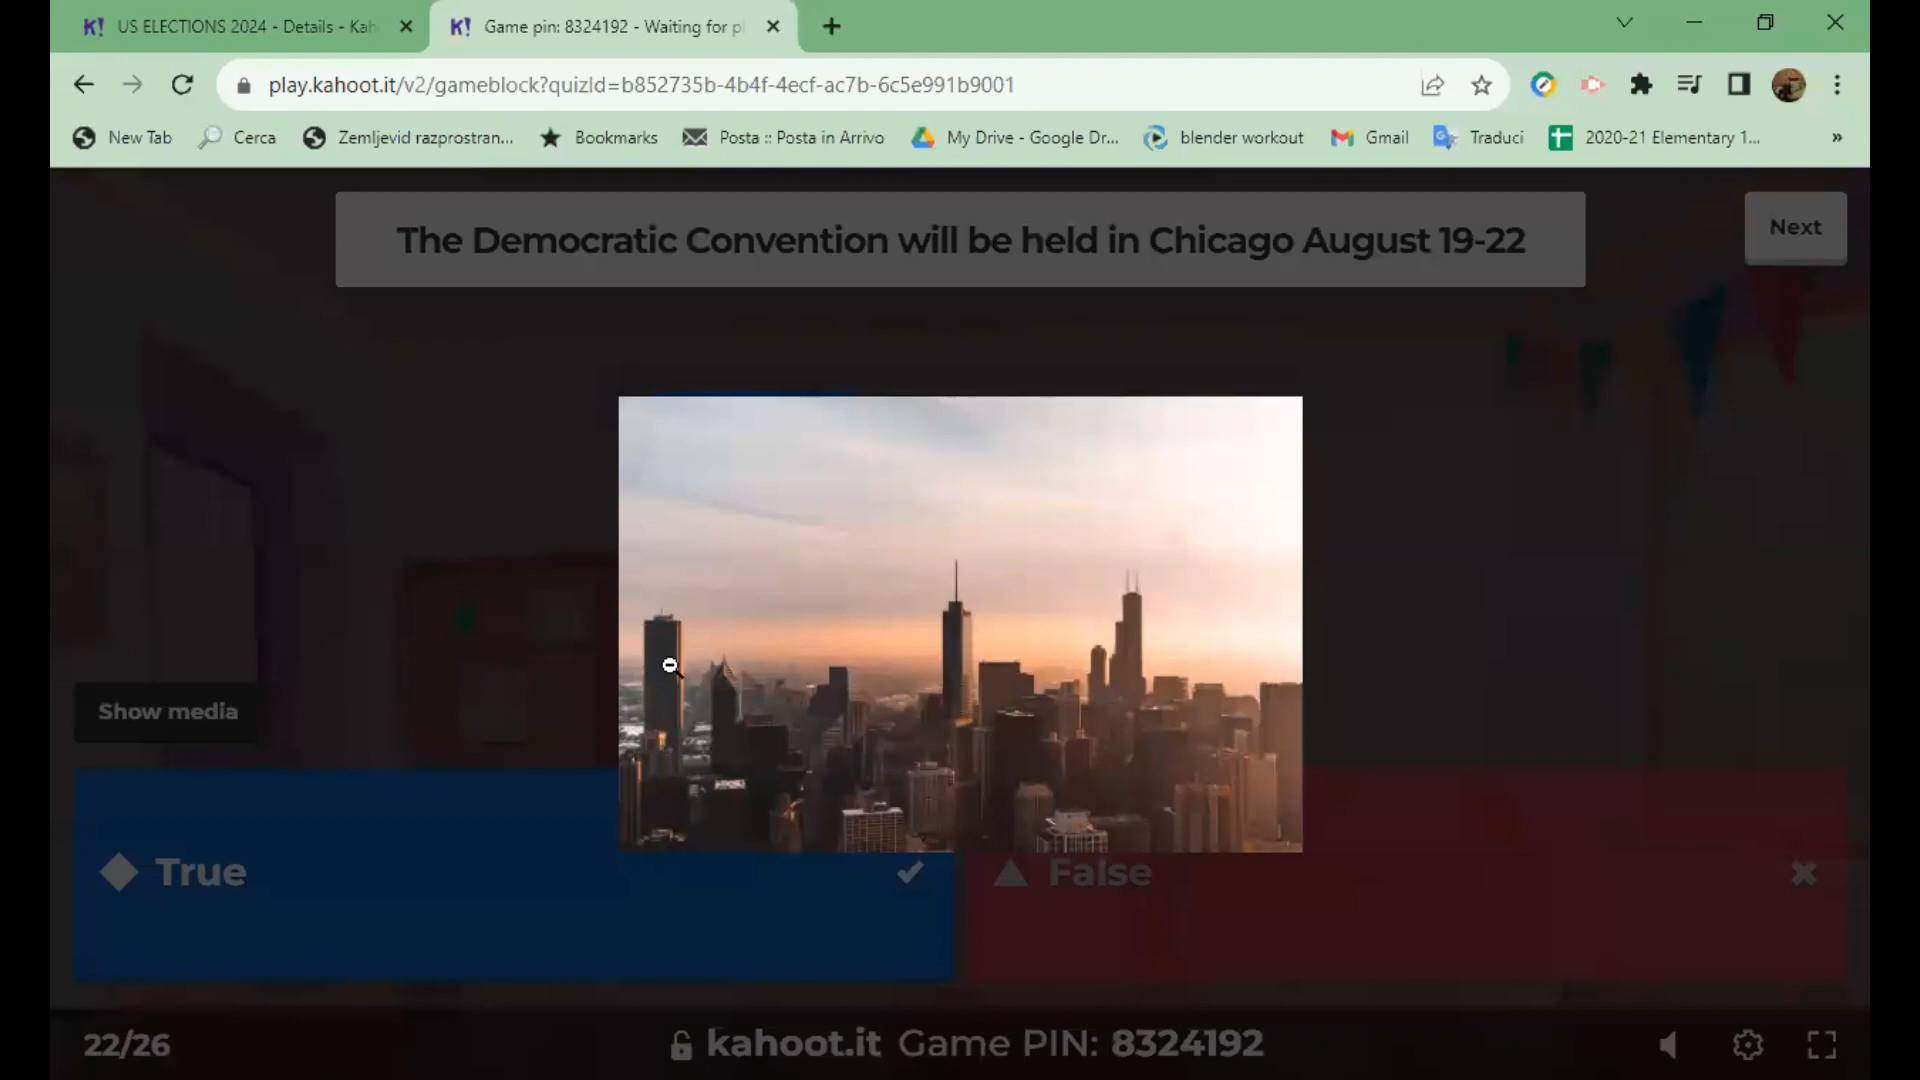 K! US ELECTIONS 2024 - Details - Kah
K! Game pin: 8324192 - Waiting for p
play.kahoot.it/v2/gameblock?quizId=b852735b-4b4f-4ecf-ac7b-6c5e991b9001
New Tab
Cerca
Zemljevid razprostran...
Bookmarks
Posta :: Posta in Arrivo
My Drive - Google Dr...
blender workout
Gmail
Traduci
2020-21 Elementary 1...
»
The Democratic Convention will be held in Chicago August 19-22
Next
Show media
True
False
22/26
kahoot.it Game PIN: 8324192